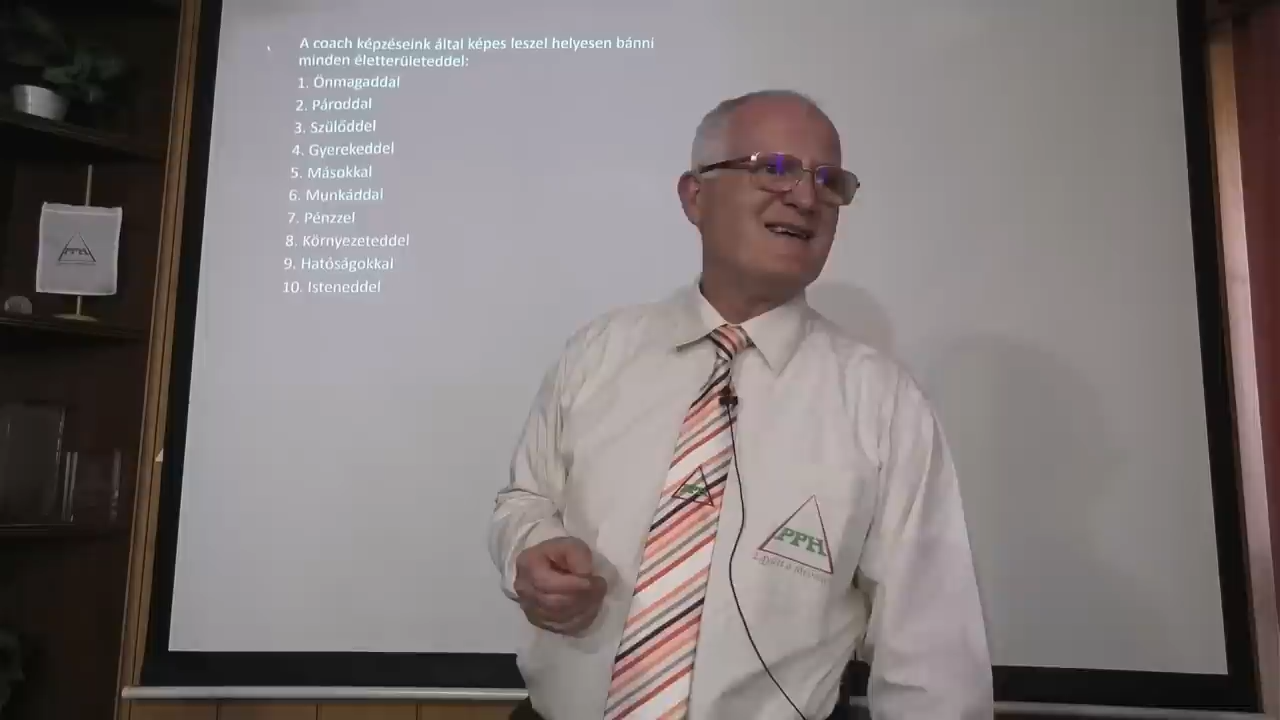 A coach képzéseink által képes leszel helyesen bánni
minden életterületeddel:
1. Önmagaddal
2. Pároddal
3. Szülőddel
4. Gyerekeddel
5. Másokkal
6. Munkáddal
7. Pénzzel
8. Környezeteddel
9. Hatóságokkal
10. Isteneddel
PPH